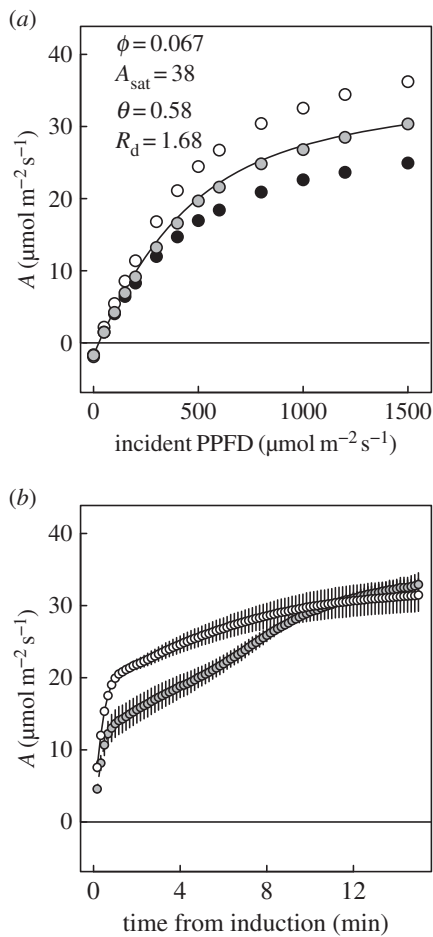 (a)
ϕ = 0.067
A_sat = 38
θ = 0.58
R_d = 1.68
40
30
20
10
0
A (μmol m⁻² s⁻¹)
0 500 1000 1500
incident PPFD (μmol m⁻² s⁻¹)
(b)
40
30
20
10
0
A (μmol m⁻² s⁻¹)
0 4 8 12
time from induction (min)